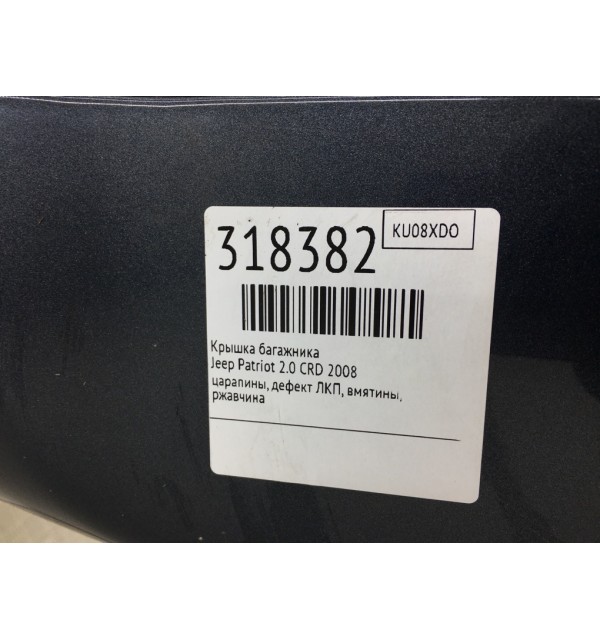 318382
KU08XDO
Крышка багажника
Jeep Patriot 2.0 CRD 2008
царапины, дефект ЛКП, вмятины,
ржавчина